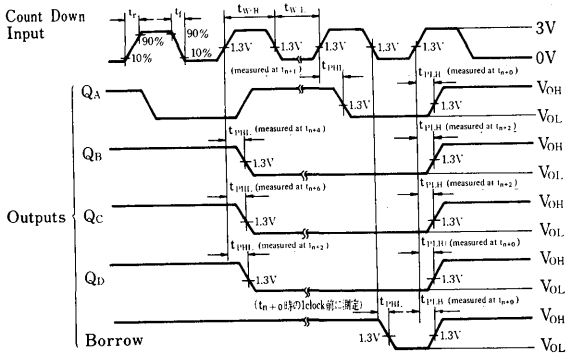 Count Down
Input
tr
tf
tW·H
tW·L
90%
90%
10%
10%
1.3V
1.3V
1.3V
1.3V
1.3V
3V
0V
(measured at tn+1)
tPHL
tPLH
(measured at tn+0)
QA
1.3V
1.3V
VOH
VOL
tPHL (measured at tn+4)
tPLH (measured at tn+2)
QB
1.3V
1.3V
VOH
VOL
tPHL (measured at tn+6)
tPLH (measured at tn+2)
Outputs
QC
1.3V
1.3V
VOH
VOL
tPHL (measured at tn+2)
tPLH (measured at tn+0)
QD
1.3V
1.3V
VOH
VOL
(tn+0時の1clock前に測定)
tPHL
tPLH (measured at tn+0)
Borrow
1.3V
1.3V
VOH
VOL